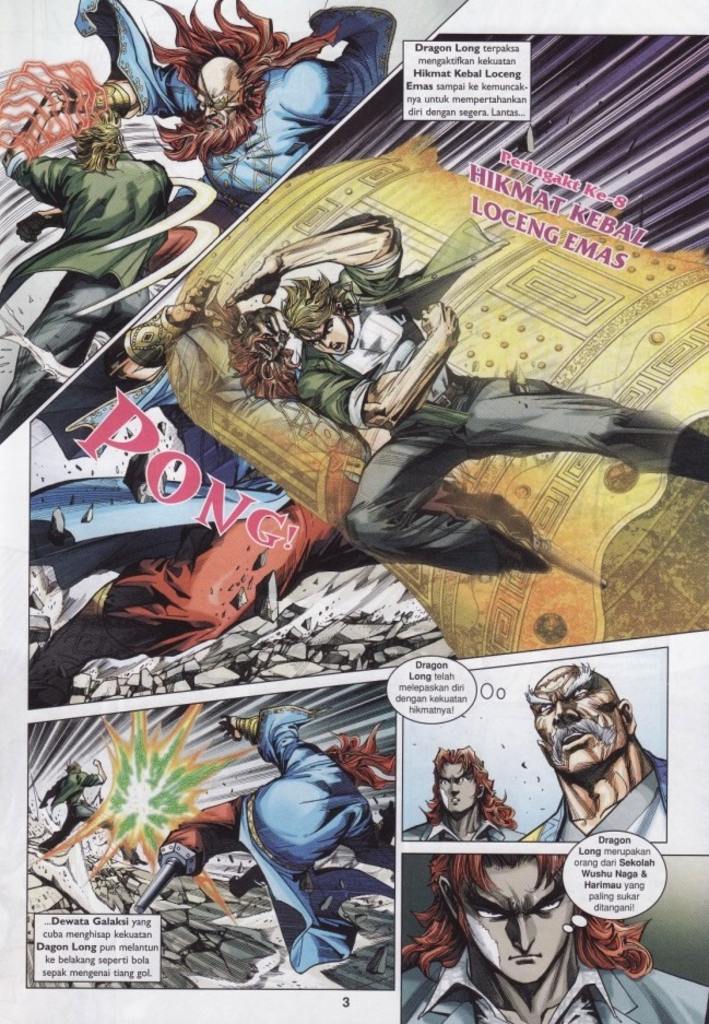 Dragon Long terpaksa
mengaktifkan kekuatan
Hikmat Kebal Loceng
Emas sampai ke kemuncak-
nya untuk mempertahankan
diri dengan segera. Lantas...
Peringakt Ke-8
HIKMAT KEBAL
LOCENG EMAS
PONG!
Dragon
Long telah
melepaskan diri
dengan kekuatan
hikmatnya!
...Dewata Galaksi yang
cuba menghisap kekuatan
Dagon Long pun melantun
ke belakang seperti bola
sepak mengenai tiang gol.
Dragon
Long merupakan
orang dari Sekolah
Wushu Naga &
Harimau yang
paling sukar
ditangani!
3